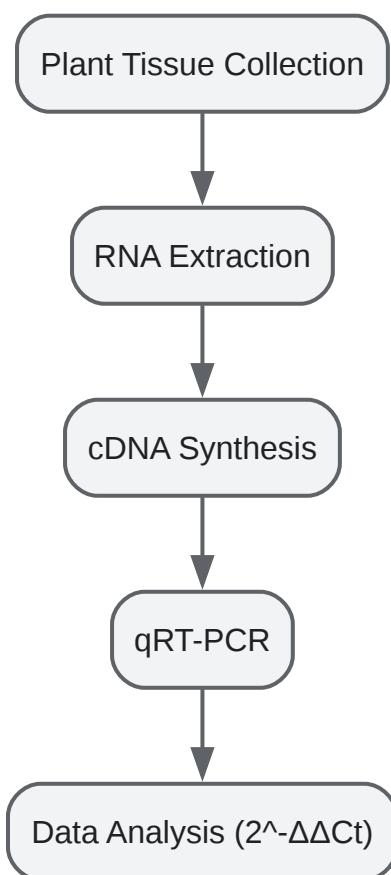 Plant Tissue Collection
RNA Extraction
cDNA Synthesis
qRT-PCR
Data Analysis (2^-ΔΔCt)